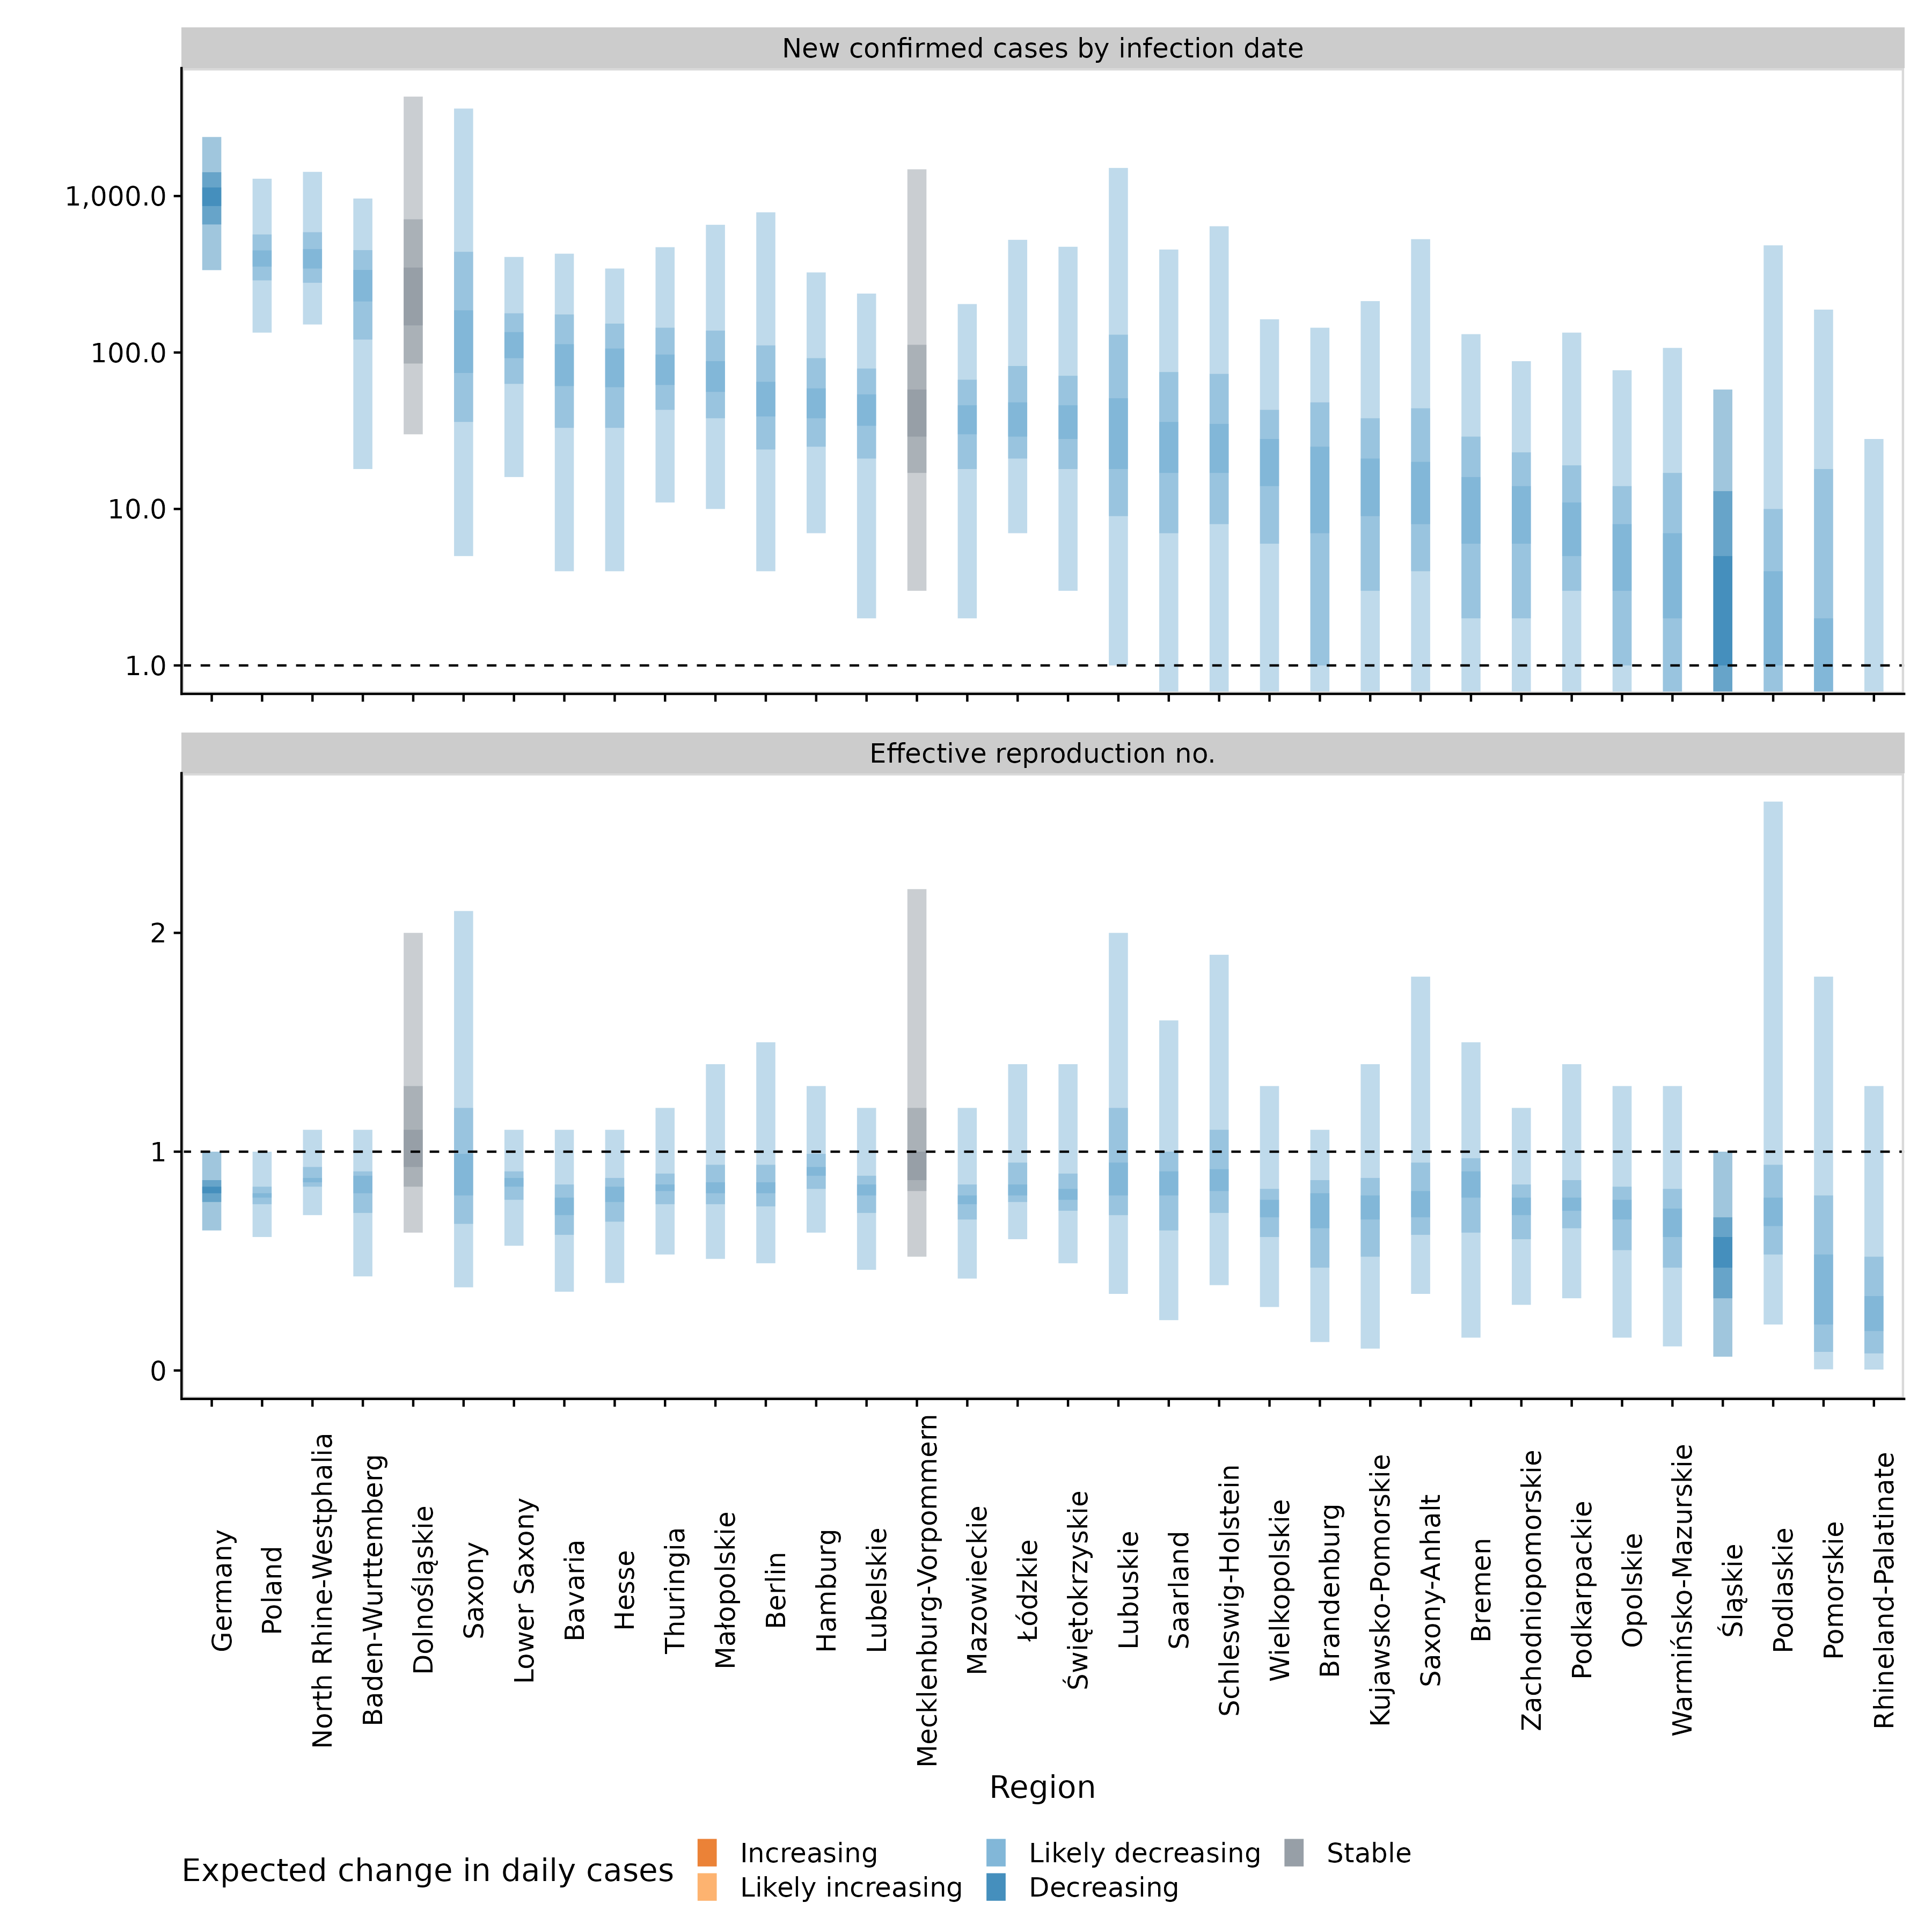 New confirmed cases by infection date
1,000.0
100.0
10.0
1.0
Effective reproduction no.
2
1
0
Germany
Poland
North Rhine-Westphalia
Baden-Wurttemberg
Dolnośląskie
Saxony
Lower Saxony
Bavaria
Hesse
Thuringia
Małopolskie
Berlin
Hamburg
Lubelskie
Mecklenburg-Vorpommern
Mazowieckie
Łódzkie
Świętokrzyskie
Lubuskie
Saarland
Schleswig-Holstein
Wielkopolskie
Brandenburg
Kujawsko-Pomorskie
Saxony-Anhalt
Bremen
Zachodniopomorskie
Podkarpackie
Opolskie
Warmińsko-Mazurskie
Śląskie
Podlaskie
Pomorskie
Rhineland-Palatinate
Region
Expected change in daily cases
Increasing
Likely increasing
Likely decreasing
Decreasing
Stable